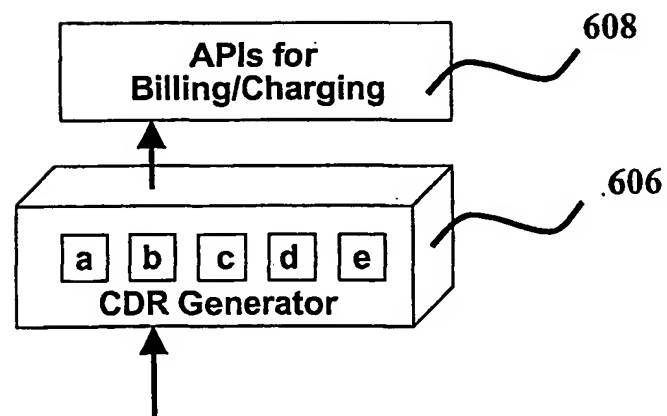 APIs for
Billing/Charging
608
.606
a b c d e
CDR Generator